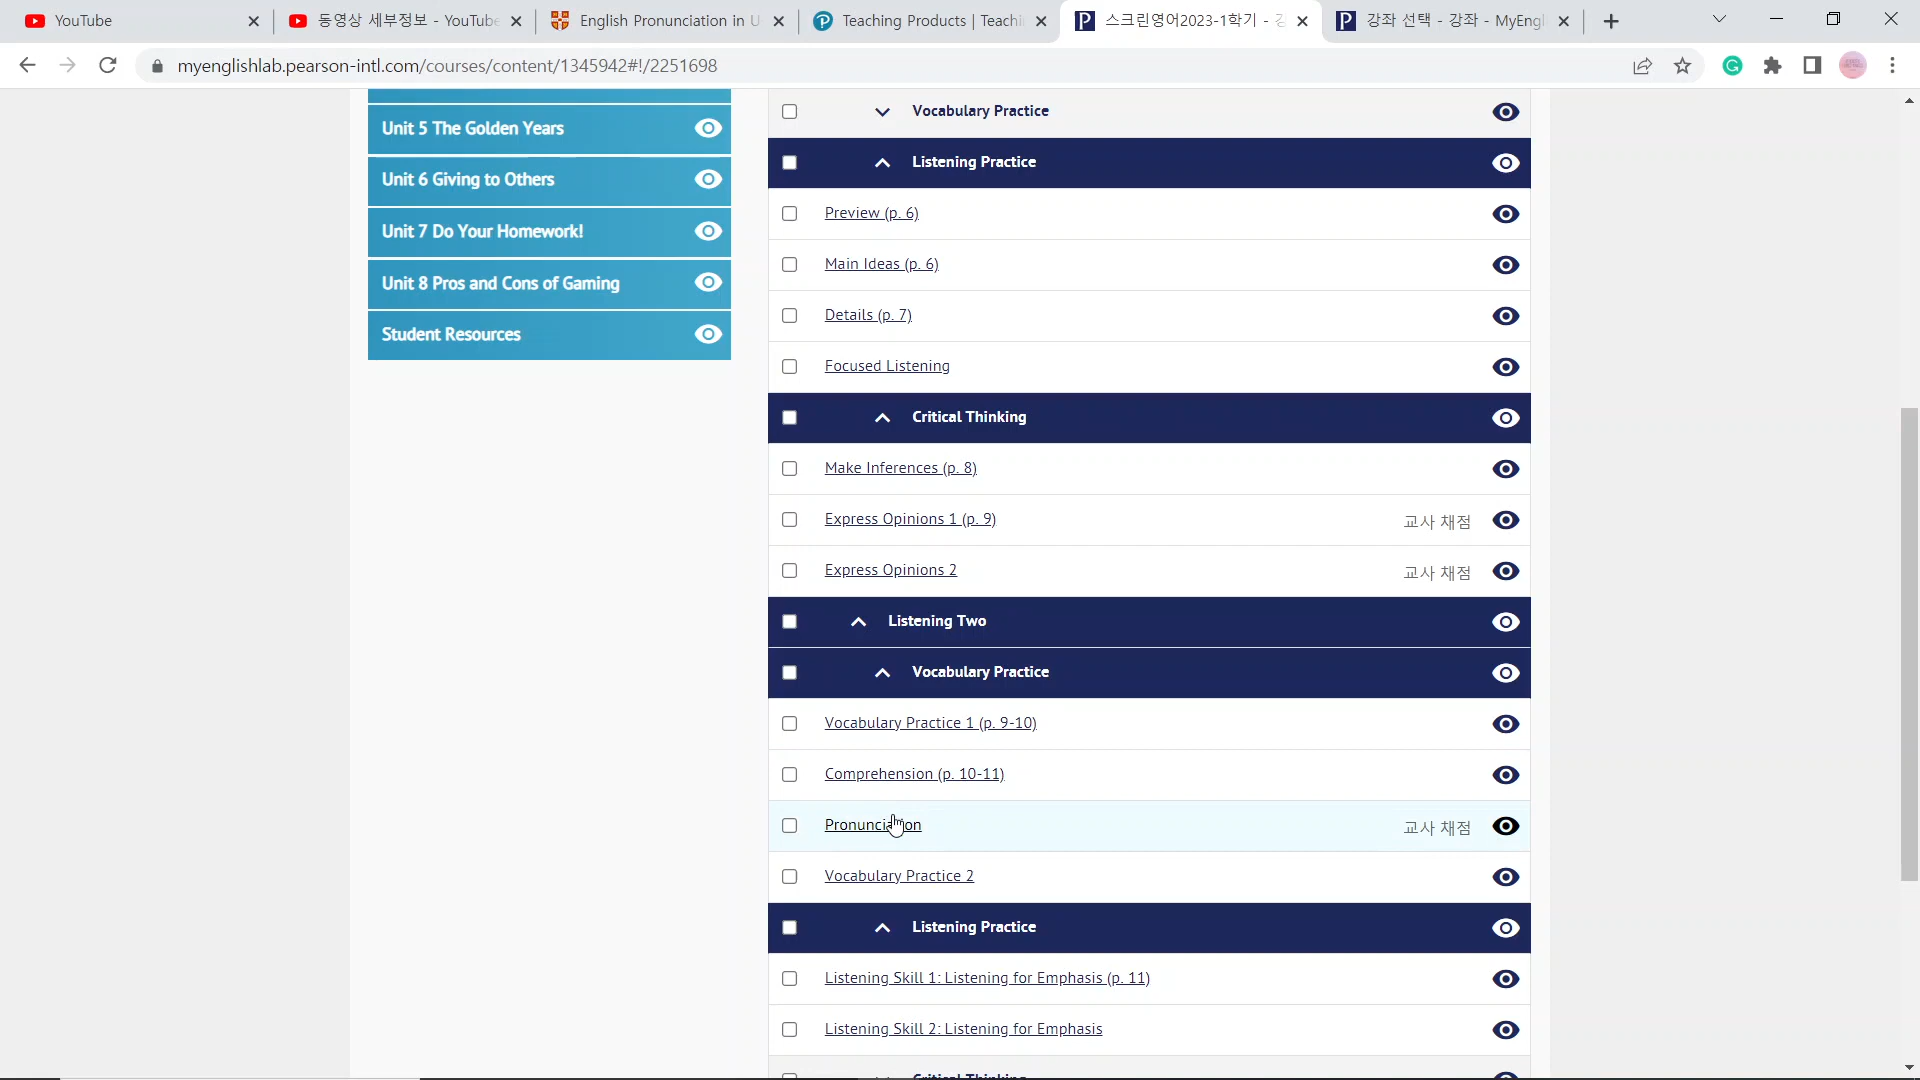 YouTube
동영상 세부정보 - YouTube
English Pronunciation in U
Teaching Products | Teachi
스크린영어2023-1학기 - 강
강좌 선택 - 강좌 - MyEngl
myenglishlab.pearson-intl.com/courses/content/1345942#!/2251698
Unit 5 The Golden Years
Unit 6 Giving to Others
Unit 7 Do Your Homework!
Unit 8 Pros and Cons of Gaming
Student Resources
Vocabulary Practice
Listening Practice
Preview (p. 6)
Main Ideas (p. 6)
Details (p. 7)
Focused Listening
Critical Thinking
Make Inferences (p. 8)
Express Opinions 1 (p. 9) 교사 채점
Express Opinions 2 교사 채점
Listening Two
Vocabulary Practice
Vocabulary Practice 1 (p. 9-10)
Comprehension (p. 10-11)
Pronunciation 교사 채점
Vocabulary Practice 2
Listening Practice
Listening Skill 1: Listening for Emphasis (p. 11)
Listening Skill 2: Listening for Emphasis
Critical Thinking